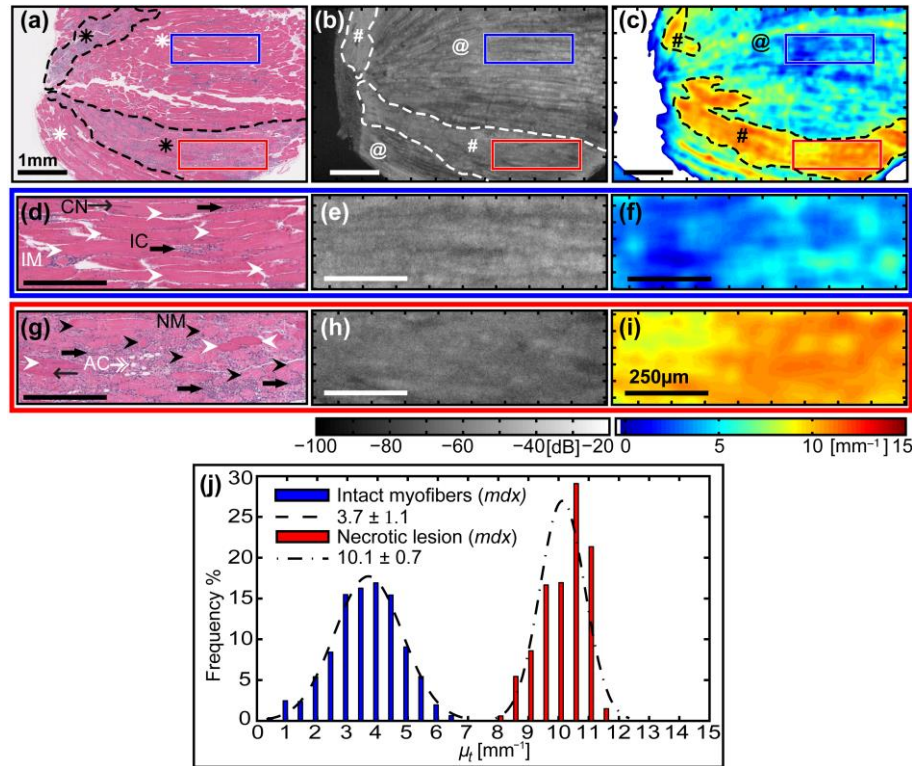 (a)
*
*
*
*
1mm
(b)
#
@
@
#
(c)
#
@
#
(d)
CN
IC
IM
(e)
(f)
(g)
NM
AC
(h)
(i)
250µm
−100 −80 −60 −40[dB]−20
0 5 10 [mm⁻¹] 15
(j)
30
25
20
15
10
5
0
Frequency %
Intact myofibers (mdx)
3.7 ± 1.1
Necrotic lesion (mdx)
10.1 ± 0.7
0 1 2 3 4 5 6 7 8 9 10 11 12 13 14 15
μt [mm⁻¹]